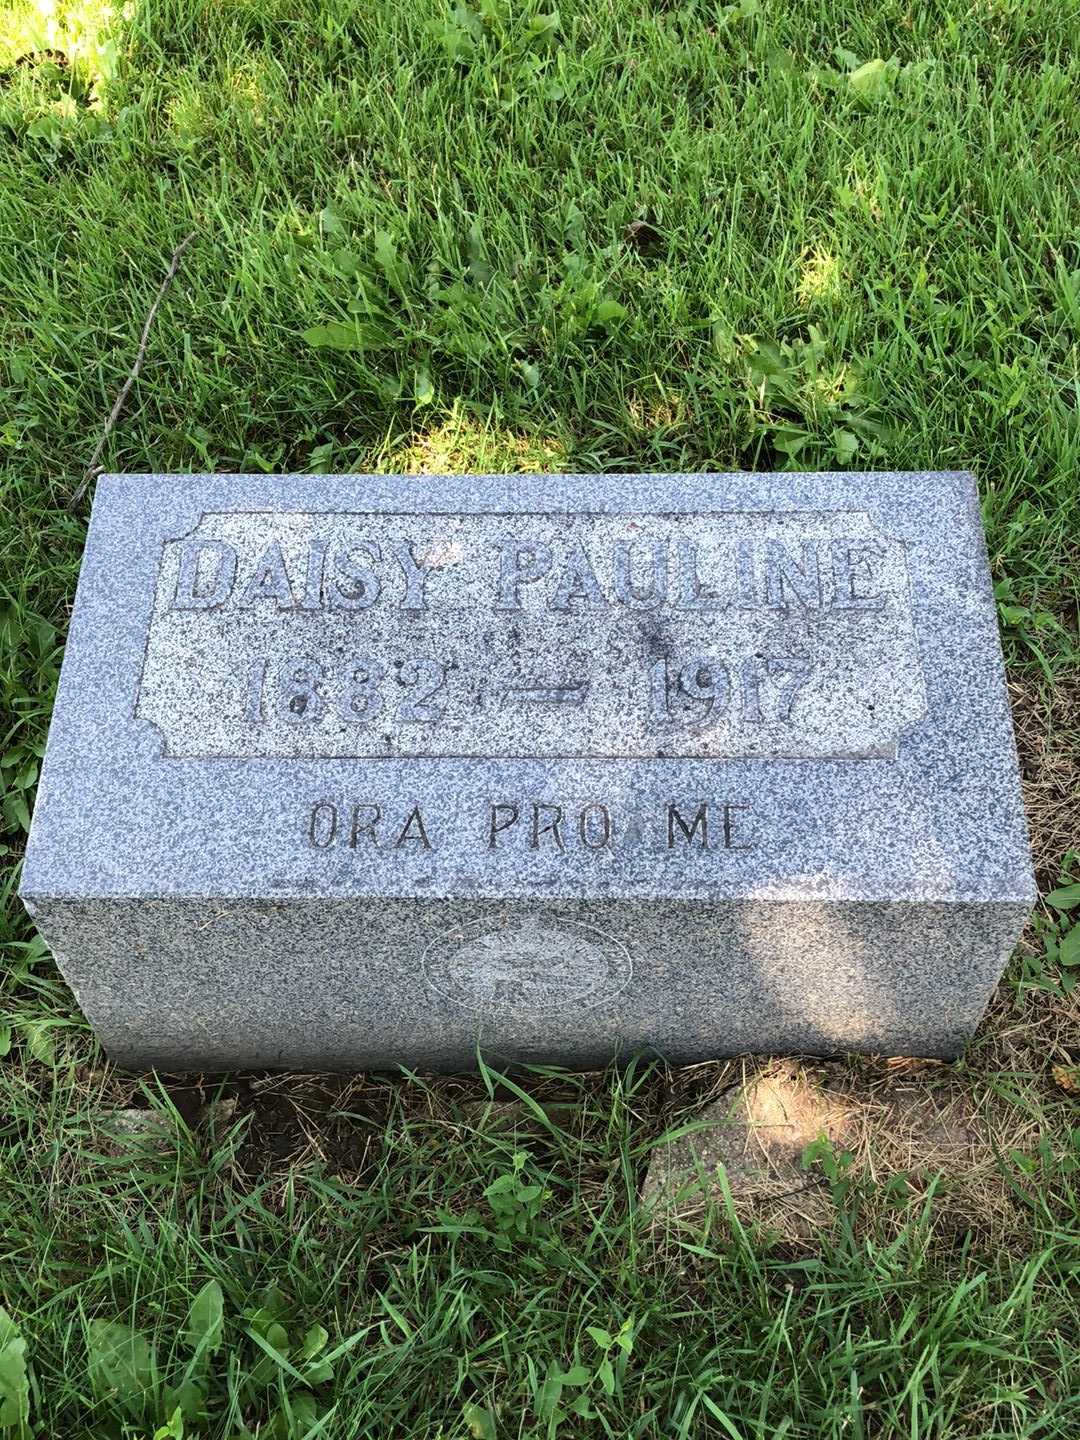 DAISY PAULINE
1882 — 1917
ORA PRO ME